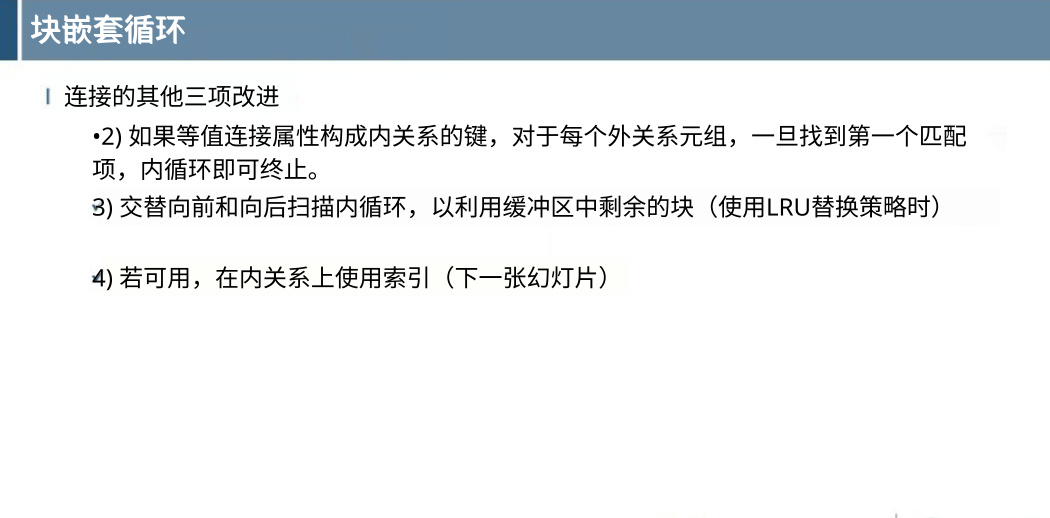 块嵌套循环
连接的其他三项改进
•2) 如果等值连接属性构成内关系的键，对于每个外关系元组，一旦找到第一个匹配
项，内循环即可终止。
3) 交替向前和向后扫描内循环，以利用缓冲区中剩余的块（使用LRU替换策略时）
4) 若可用，在内关系上使用索引（下一张幻灯片）